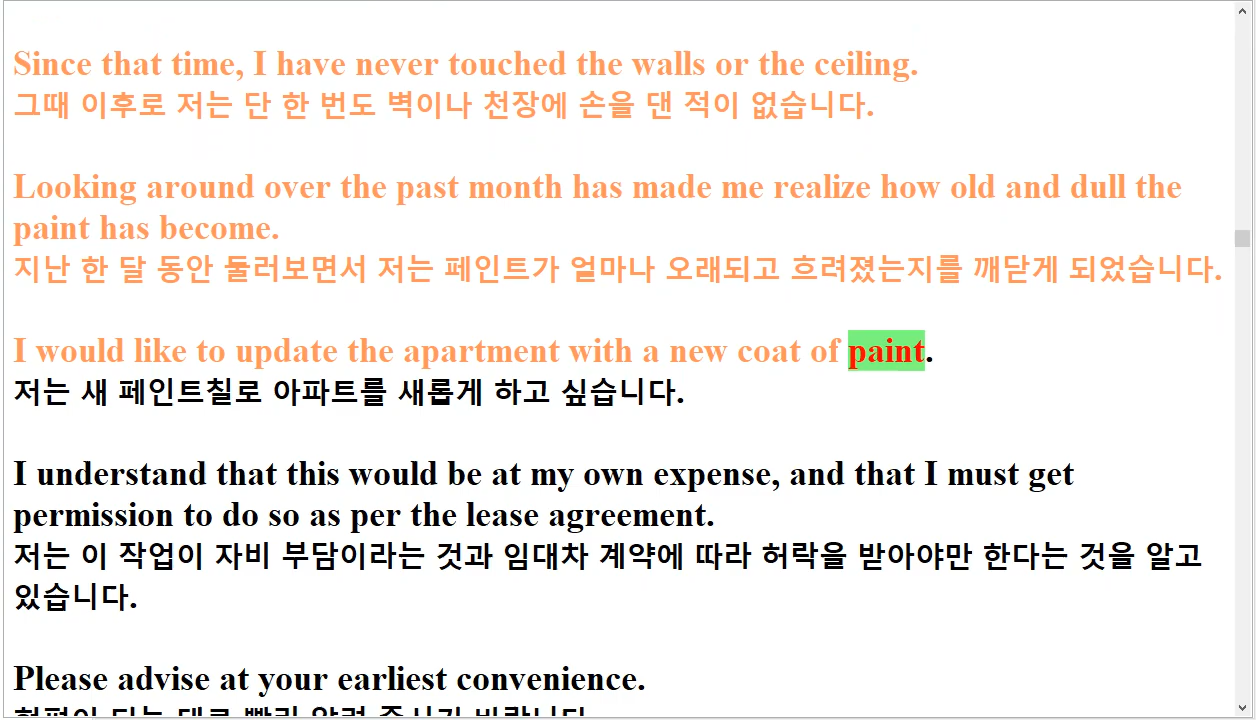 Since that time, I have never touched the walls or the ceiling.
그때 이후로 저는 단 한 번도 벽이나 천장에 손을 댄 적이 없습니다.
Looking around over the past month has made me realize how old and dull the
paint has become.
지난 한 달 동안 둘러보면서 저는 페인트가 얼마나 오래되고 흐려졌는지를 깨닫게 되었습니다.
I would like to update the apartment with a new coat of paint.
저는 새 페인트칠로 아파트를 새롭게 하고 싶습니다.
I understand that this would be at my own expense, and that I must get
permission to do so as per the lease agreement.
저는 이 작업이 자비 부담이라는 것과 임대차 계약에 따라 허락을 받아야만 한다는 것을 알고
있습니다.
Please advise at your earliest convenience.